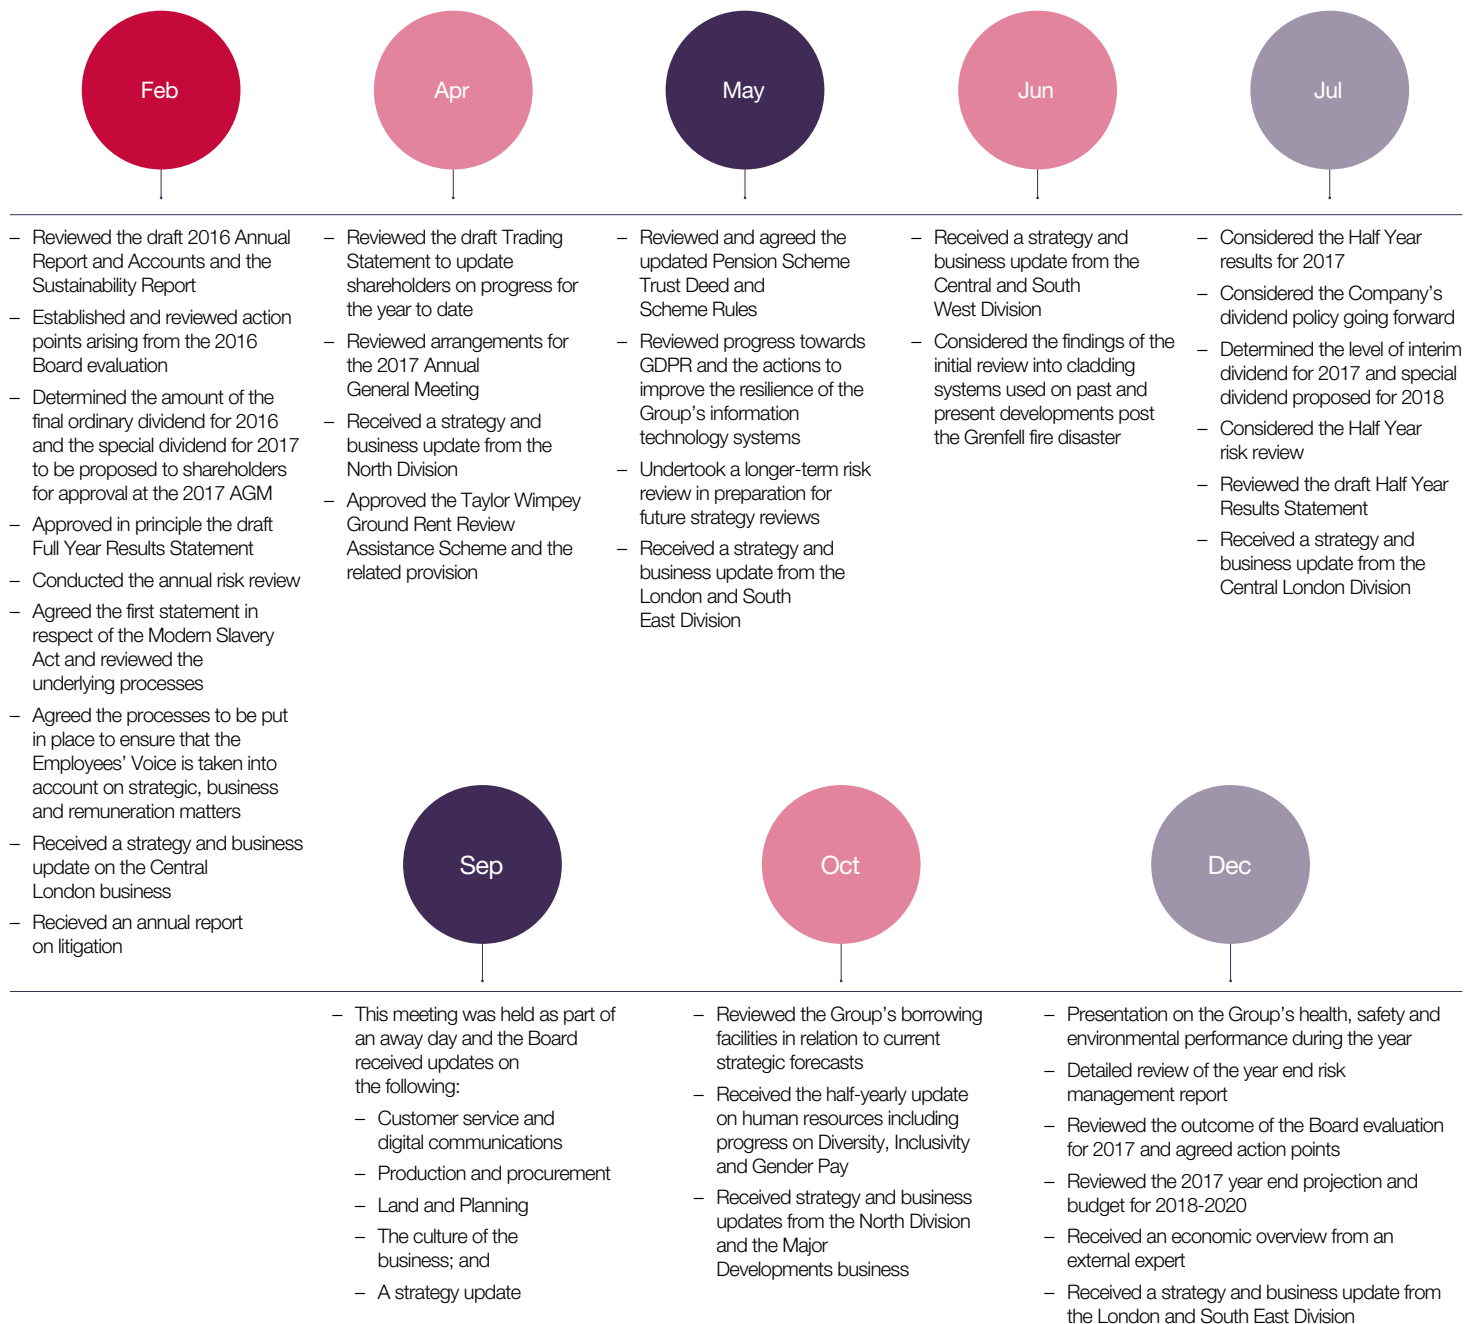 Feb
– Reviewed the draft 2016 Annual
Report and Accounts and the
Sustainability Report
– Established and reviewed action
points arising from the 2016
Board evaluation
– Determined the amount of the
final ordinary dividend for 2016
and the special dividend for 2017
to be proposed to shareholders
for approval at the 2017 AGM
– Approved in principle the draft
Full Year Results Statement
– Conducted the annual risk review
– Agreed the first statement in
respect of the Modern Slavery
Act and reviewed the
underlying processes
– Agreed the processes to be put
in place to ensure that the
Employees’ Voice is taken into
account on strategic, business
and remuneration matters
– Received a strategy and business
update on the Central
London business
– Recieved an annual report
on litigation
Apr
– Reviewed the draft Trading
Statement to update
shareholders on progress for
the year to date
– Reviewed arrangements for
the 2017 Annual
General Meeting
– Received a strategy and
business update from the
North Division
– Approved the Taylor Wimpey
Ground Rent Review
Assistance Scheme and the
related provision
May
– Reviewed and agreed the
updated Pension Scheme
Trust Deed and
Scheme Rules
– Reviewed progress towards
GDPR and the actions to
improve the resilience of the
Group’s information
technology systems
– Undertook a longer-term risk
review in preparation for
future strategy reviews
– Received a strategy and
business update from the
London and South
East Division
Jun
– Received a strategy and
business update from the
Central and South
West Division
– Considered the findings of the
initial review into cladding
systems used on past and
present developments post
the Grenfell fire disaster
Jul
– Considered the Half Year
results for 2017
– Considered the Company’s
dividend policy going forward
– Determined the level of interim
dividend for 2017 and special
dividend proposed for 2018
– Considered the Half Year
risk review
– Reviewed the draft Half Year
Results Statement
– Received a strategy and
business update from the
Central London Division
Sep
– This meeting was held as part of
an away day and the Board
received updates on
the following:
– Customer service and
digital communications
– Production and procurement
– Land and Planning
– The culture of the
business; and
– A strategy update
Oct
– Reviewed the Group’s borrowing
facilities in relation to current
strategic forecasts
– Received the half-yearly update
on human resources including
progress on Diversity, Inclusivity
and Gender Pay
– Received strategy and business
updates from the North Division
and the Major
Developments business
Dec
– Presentation on the Group’s health, safety and
environmental performance during the year
– Detailed review of the year end risk
management report
– Reviewed the outcome of the Board evaluation
for 2017 and agreed action points
– Reviewed the 2017 year end projection and
budget for 2018-2020
– Received an economic overview from an
external expert
– Received a strategy and business update from
the London and South East Division